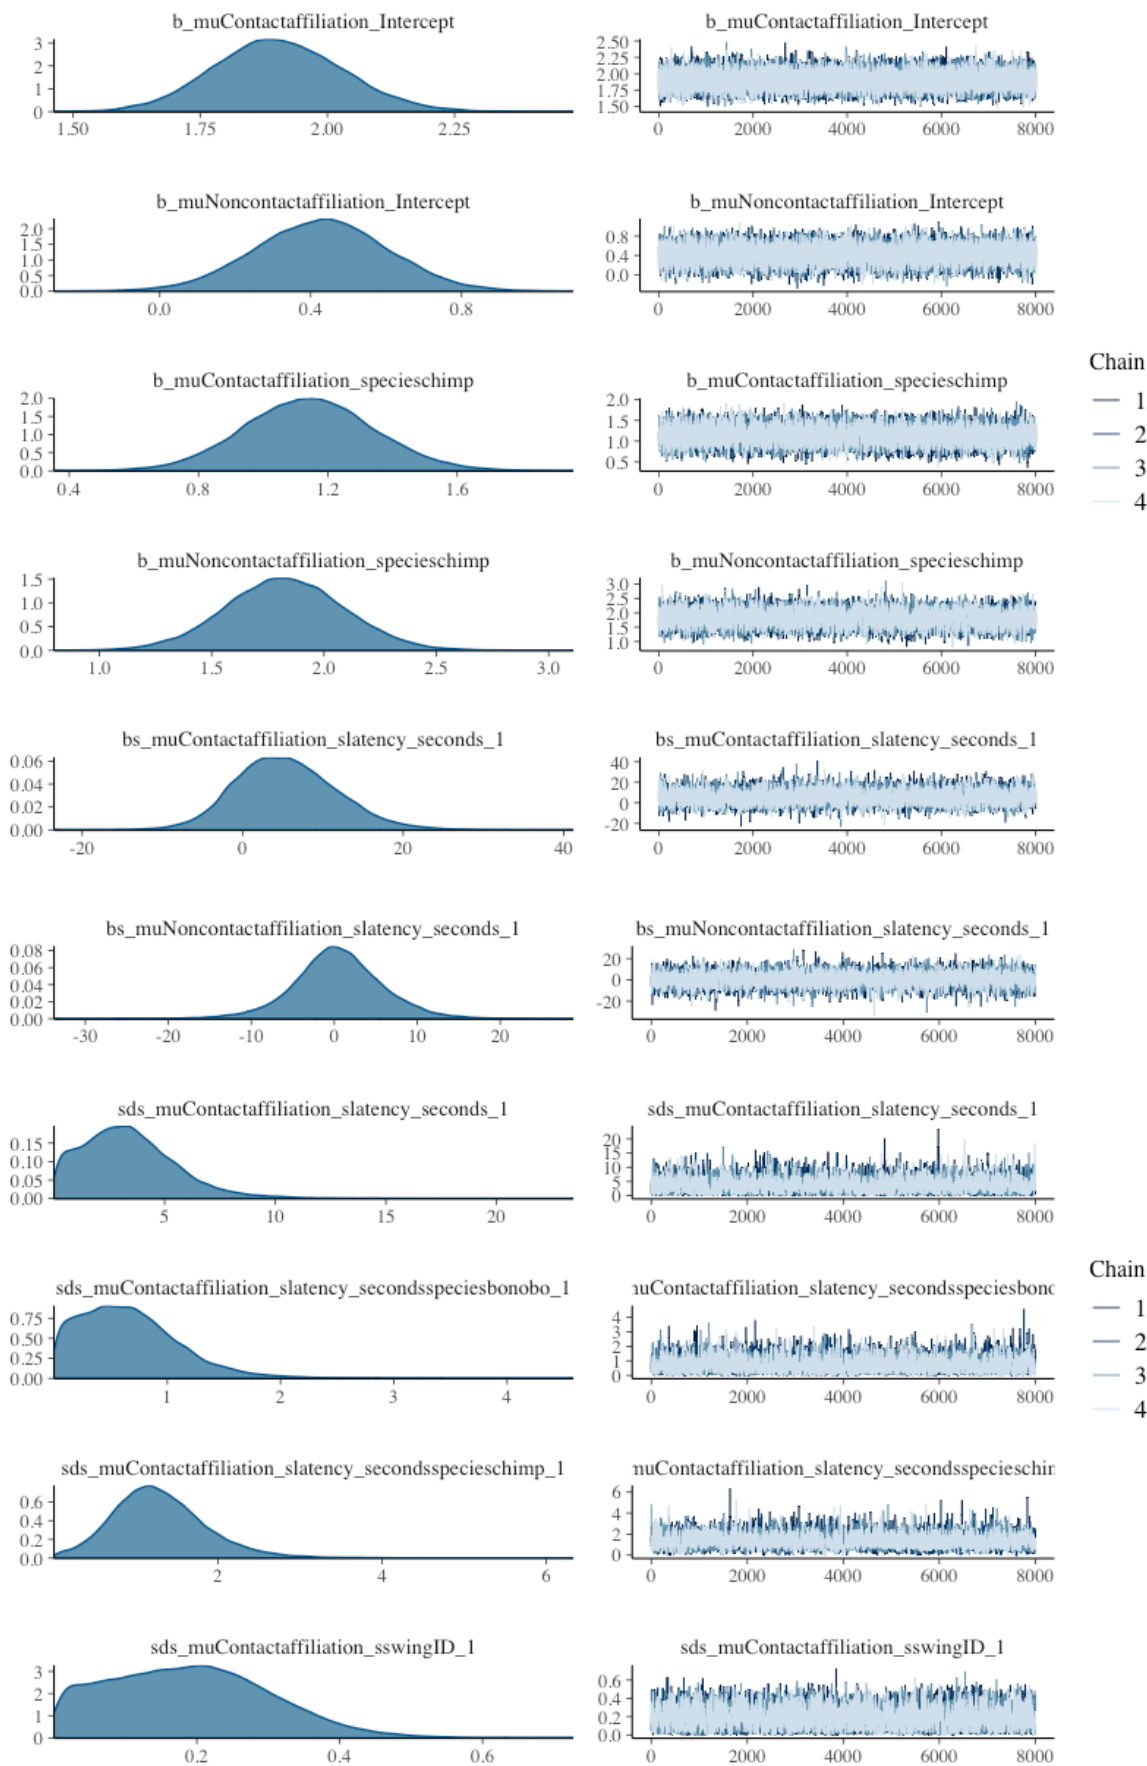 b_muContactaffiliation_Intercept
3
2
1
0
1.50 1.75 2.00 2.25
b_muContactaffiliation_Intercept
2.50
2.25
2.00
1.75
1.50
0 2000 4000 6000 8000
b_muNoncontactaffiliation_Intercept
2.0
1.5
1.0
0.5
0.0
0.0 0.4 0.8
b_muNoncontactaffiliation_Intercept
0.8
0.4
0.0
0 2000 4000 6000 8000
b_muContactaffiliation_specieschimp
2.0
1.5
1.0
0.5
0.0
0.4 0.8 1.2 1.6
b_muContactaffiliation_specieschimp
2.0
1.5
1.0
0.5
0 2000 4000 6000 8000
Chain
1
2
3
4
b_muNoncontactaffiliation_specieschimp
1.5
1.0
0.5
0.0
1.0 1.5 2.0 2.5 3.0
b_muNoncontactaffiliation_specieschimp
3.0
2.5
2.0
1.5
1.0
0 2000 4000 6000 8000
bs_muContactaffiliation_slatency_seconds_1
0.06
0.04
0.02
0.00
-20 0 20 40
bs_muContactaffiliation_slatency_seconds_1
40
20
0
-20
0 2000 4000 6000 8000
bs_muNoncontactaffiliation_slatency_seconds_1
0.08
0.06
0.04
0.02
0.00
-30 -20 -10 0 10 20
bs_muNoncontactaffiliation_slatency_seconds_1
20
0
-20
0 2000 4000 6000 8000
sds_muContactaffiliation_slatency_seconds_1
0.15
0.10
0.05
0.00
5 10 15 20
sds_muContactaffiliation_slatency_seconds_1
20
15
10
5
0
0 2000 4000 6000 8000
sds_muContactaffiliation_slatency_secondsspeciesbonobo_1
0.75
0.50
0.25
0.00
1 2 3 4
nuContactaffiliation_slatency_secondsspeciesbonc
4
3
2
1
0
0 2000 4000 6000 8000
Chain
1
2
3
4
sds_muContactaffiliation_slatency_secondsspecieschimp_1
0.6
0.4
0.2
0.0
2 4 6
muContactaffiliation_slatency_secondsspecieschin
6
4
2
0
0 2000 4000 6000 8000
sds_muContactaffiliation_sswingID_1
3
2
1
0
0.2 0.4 0.6
sds_muContactaffiliation_sswingID_1
0.6
0.4
0.2
0.0
0 2000 4000 6000 8000